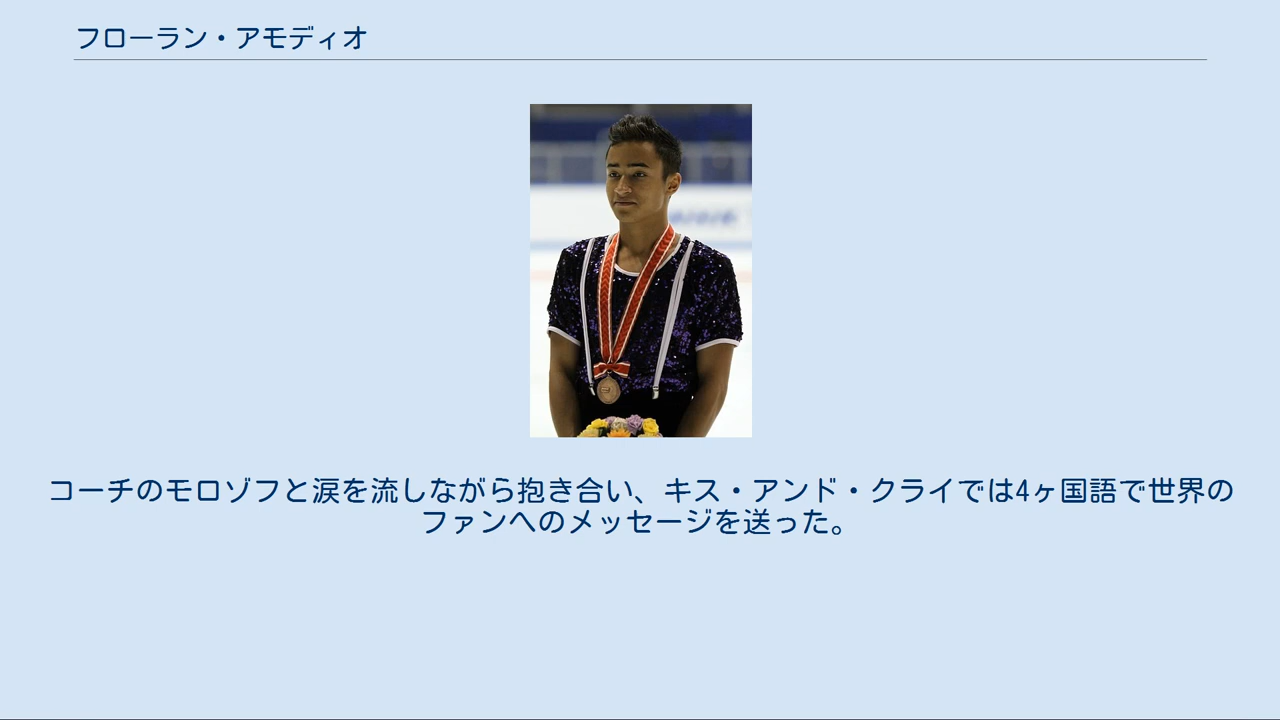 フローラン・アモディオ
コーチのモロゾフと涙を流しながら抱き合い、キス・アンド・クライでは4ヶ国語で世界の
ファンへのメッセージを送った。